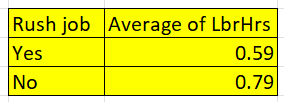 Rush job Average of LbrHrs
Yes 0.59
No 0.79